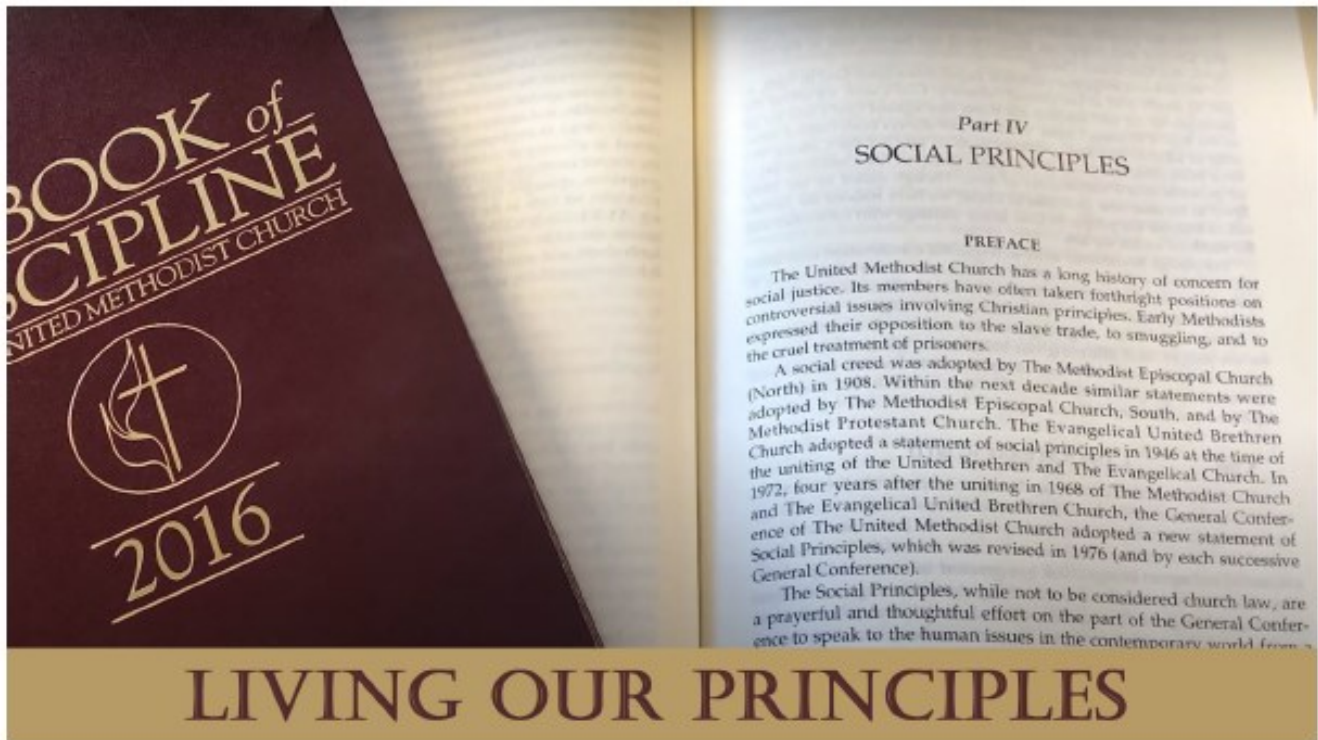 BOOK of
SCIPLINE
UNITED METHODIST CHURCH
2016
Part IV
SOCIAL PRINCIPLES
PREFACE
The United Methodist Church has a long history of concern for
social justice. Its members have often taken forthright positions on
controversial issues involving Christian principles. Early Methodists
expressed their opposition to the slave trade, to smuggling, and to
the cruel treatment of prisoners.
A social creed was adopted by The Methodist Episcopal Church
(North) in 1908. Within the next decade similar statements were
adopted by The Methodist Episcopal Church, South, and by The
Methodist Protestant Church. The Evangelical United Brethren
Church adopted a statement of social principles in 1946 at the time of
the uniting of the United Brethren and The Evangelical Church. In
1972, four years after the uniting in 1968 of The Methodist Church
and The Evangelical United Brethren Church, the General Confer-
ence of The United Methodist Church adopted a new statement of
Social Principles, which was revised in 1976 (and by each successive
General Conference).
The Social Principles, while not to be considered church law, are
a prayerful and thoughtful effort on the part of the General Confer-
ence to speak to the human issues in the contemporary world from a
LIVING OUR PRINCIPLES